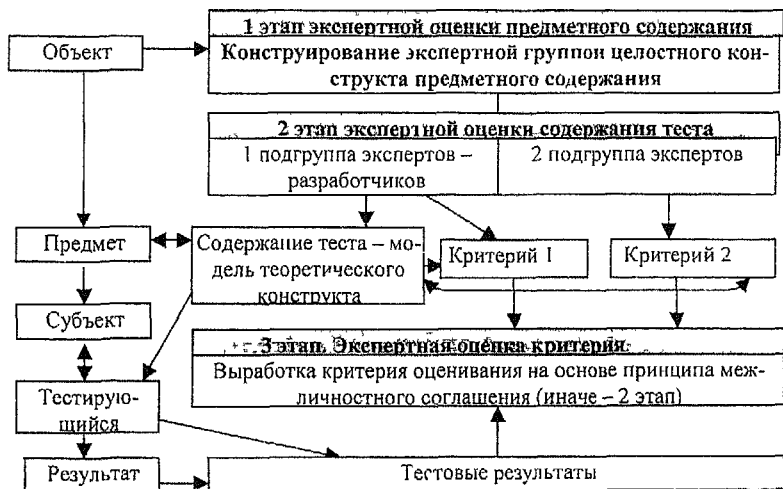 1 этап экспертной оценки предметного содержания
Объект
Конструирование экспертной группон целостного кон-
структа предметного содержания
2 этап экспертной оценки содержания теста
1 подгруппа экспертов –
разработчиков
2 подгруппа экспертов
Предмет
Содержание теста – мо-
дель теоретического
конструкта
Критерий 1
Критерий 2
Субъект
3 этап. Экспертная оценка критерия
Выработка критерия оценивания на основе принципа меж-
личностного соглашения (иначе – 2 этап)
Тестирую-
щийся
Результат
Тестовые результаты